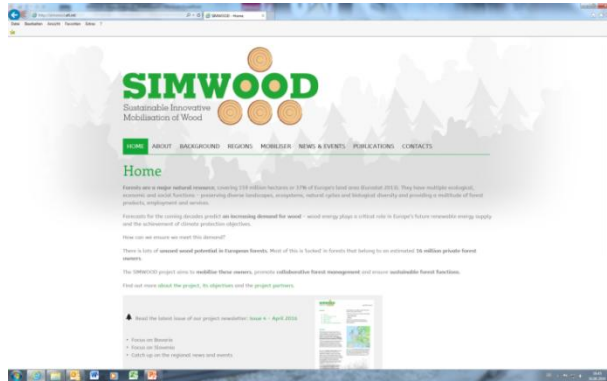 SIMWOOD - Home
Datei Bearbeiten Ansicht Favoriten Extras ?
SIMWOOD
Sustainable Innovative
Mobilisation of Wood
HOME ABOUT BACKGROUND REGIONS MOBILISER NEWS & EVENTS PUBLICATIONS CONTACTS
Home
Forests are a major natural resource, covering hectares or 37% of Europe's land area (Eurostat 2013). They have multiple ecological,
economic and social functions – preserving diverse landscapes, ecosystems, natural cycles and biological diversity and providing a multitude of forest
products, employment and services.
Forecasts for the coming decades predict an increasing demand for wood – wood energy plays a critical role in Europe's future renewable energy supply
and the achievement of climate protection objectives.
How can we ensure we meet this demand?
There is lots of unused wood potential in European forests. Most of this is 'locked' in forests that belong to an estimated 16 million private forest
owners.
The SIMWOOD project aims to mobilise these owners, promote collaborative forest management and ensure sustainable forest functions.
Find out more about the project, its objectives and the project partners.
Read the latest issue of our project newsletter: Issue 4 - April 2016
• Focus on Bavaria
• Focus on Slovenia
• Catch up on the regional news and events